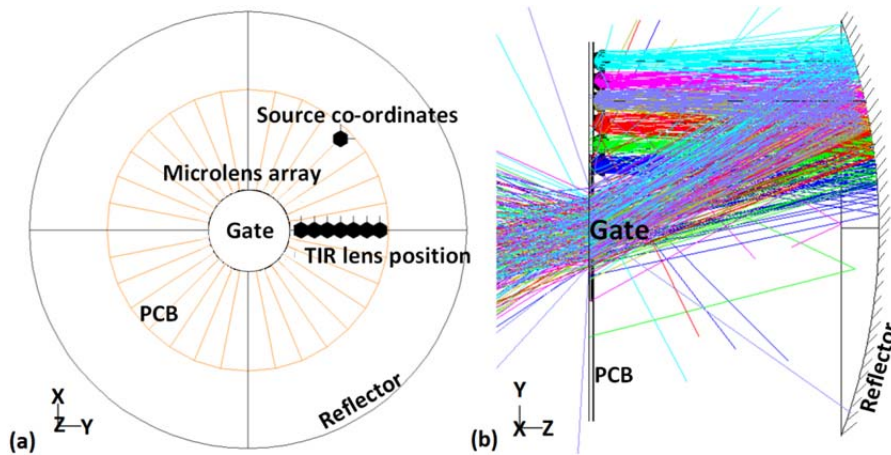 Source co-ordinates
Microlens array
Gate
TIR lens position
PCB
Reflector
X
Z Y
(a)
Gate
PCB
Reflector
Y
X Z
(b)